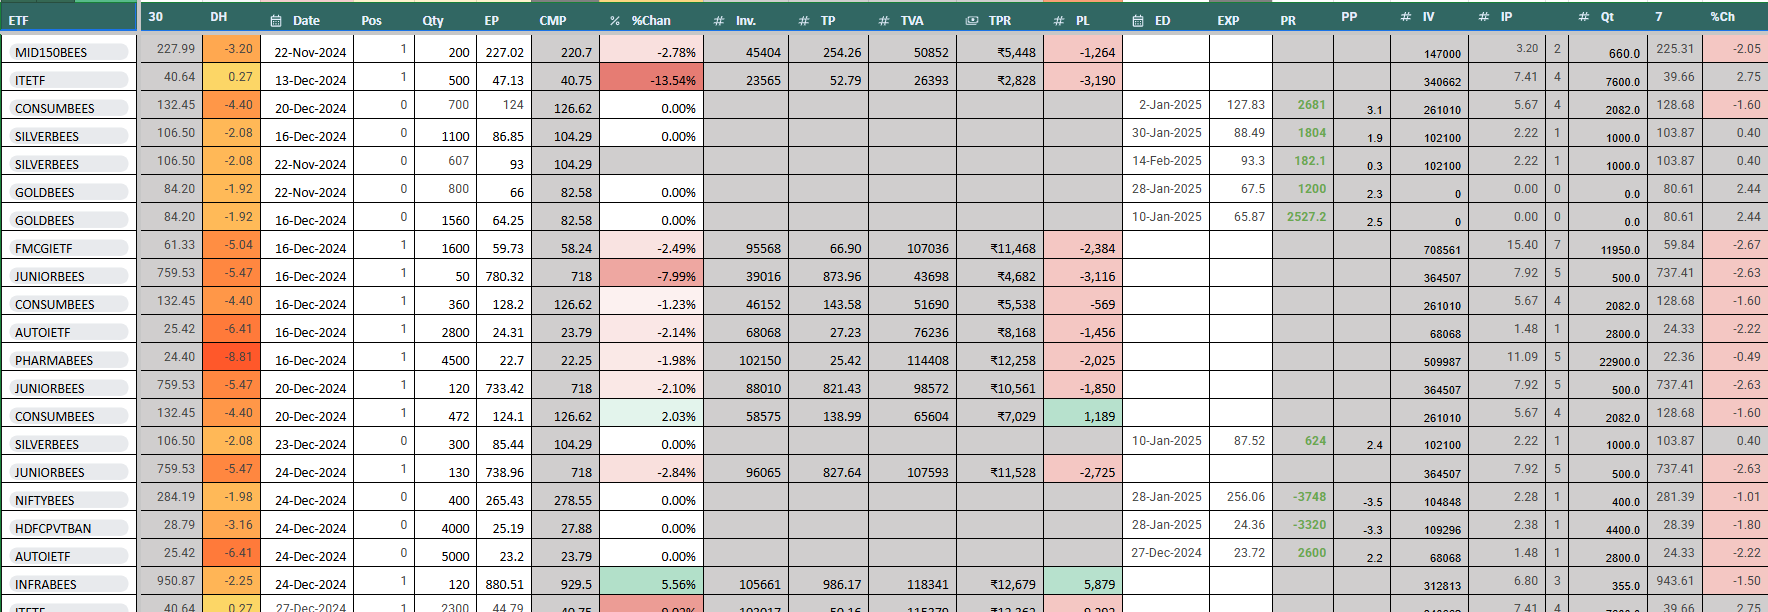 ETF 30 DH Date Pos Qty EP CMP % %Chan # Inv. # TP # TVA TPR # PL ED EXP PR PP # IV # IP # Qt 7 %Ch
MID150BEES 227.99 -3.20 22-Nov-2024 1 200 227.02 220.7 -2.78% 45404 254.26 50852 ₹5,448 -1,264 147000 3.20 2 660.0 225.31 -2.05
ITETF 40.64 0.27 13-Dec-2024 1 500 47.13 40.75 -13.54% 23565 52.79 26393 ₹2,828 -3,190 340662 7.41 4 7600.0 39.66 2.75
CONSUMBEES 132.45 -4.40 20-Dec-2024 0 700 124 126.62 0.00% 2-Jan-2025 127.83 2681 3.1 261010 5.67 4 2082.0 128.68 -1.60
SILVERBEES 106.50 -2.08 16-Dec-2024 0 1100 86.85 104.29 0.00% 30-Jan-2025 88.49 1804 1.9 102100 2.22 1 1000.0 103.87 0.40
SILVERBEES 106.50 -2.08 22-Nov-2024 0 607 93 104.29 14-Feb-2025 93.3 182.1 0.3 102100 2.22 1 1000.0 103.87 0.40
GOLDBEES 84.20 -1.92 22-Nov-2024 0 800 66 82.58 0.00% 28-Jan-2025 67.5 1200 2.3 0 0.00 0 0.0 80.61 2.44
GOLDBEES 84.20 -1.92 16-Dec-2024 0 1560 64.25 82.58 0.00% 10-Jan-2025 65.87 2527.2 2.5 0 0.00 0 0.0 80.61 2.44
FMCGIETF 61.33 -5.04 16-Dec-2024 1 1600 59.73 58.24 -2.49% 95568 66.90 107036 ₹11,468 -2,384 708561 15.40 7 11950.0 59.84 -2.67
JUNIORBEES 759.53 -5.47 16-Dec-2024 1 50 780.32 718 -7.99% 39016 873.96 43698 ₹4,682 -3,116 364507 7.92 5 500.0 737.41 -2.63
CONSUMBEES 132.45 -4.40 16-Dec-2024 1 360 128.2 126.62 -1.23% 46152 143.58 51690 ₹5,538 -569 261010 5.67 4 2082.0 128.68 -1.60
AUTOIETF 25.42 -6.41 16-Dec-2024 1 2800 24.31 23.79 -2.14% 68068 27.23 76236 ₹8,168 -1,456 68068 1.48 1 2800.0 24.33 -2.22
PHARMABEES 24.40 -8.81 16-Dec-2024 1 4500 22.7 22.25 -1.98% 102150 25.42 114408 ₹12,258 -2,025 509987 11.09 5 22900.0 22.36 -0.49
JUNIORBEES 759.53 -5.47 20-Dec-2024 1 120 733.42 718 -2.10% 88010 821.43 98572 ₹10,561 -1,850 364507 7.92 5 500.0 737.41 -2.63
CONSUMBEES 132.45 -4.40 20-Dec-2024 1 472 124.1 126.62 2.03% 58575 138.99 65604 ₹7,029 1,189 261010 5.67 4 2082.0 128.68 -1.60
SILVERBEES 106.50 -2.08 23-Dec-2024 0 300 85.44 104.29 0.00% 10-Jan-2025 87.52 624 2.4 102100 2.22 1 1000.0 103.87 0.40
JUNIORBEES 759.53 -5.47 24-Dec-2024 1 130 738.96 718 -2.84% 96065 827.64 107593 ₹11,528 -2,725 364507 7.92 5 500.0 737.41 -2.63
NIFTYBEES 284.19 -1.98 24-Dec-2024 0 400 265.43 278.55 0.00% 28-Jan-2025 256.06 -3748 -3.5 104848 2.28 1 400.0 281.39 -1.01
HDFCPVTBAN 28.79 -3.16 24-Dec-2024 0 4000 25.19 27.88 0.00% 28-Jan-2025 24.36 -3320 -3.3 109296 2.38 1 4400.0 28.39 -1.80
AUTOIETF 25.42 -6.41 24-Dec-2024 0 5000 23.2 23.79 0.00% 27-Dec-2024 23.72 2600 2.2 68068 1.48 1 2800.0 24.33 -2.22
INFRABEES 950.87 -2.25 24-Dec-2024 1 120 880.51 929.5 5.56% 105661 986.17 118341 ₹12,679 5,879 312813 6.80 3 355.0 943.61 -1.50
ITETF 40.64 0.27 27-Dec-2024 1 2300 44.79 7.41 4 39.66 2.75